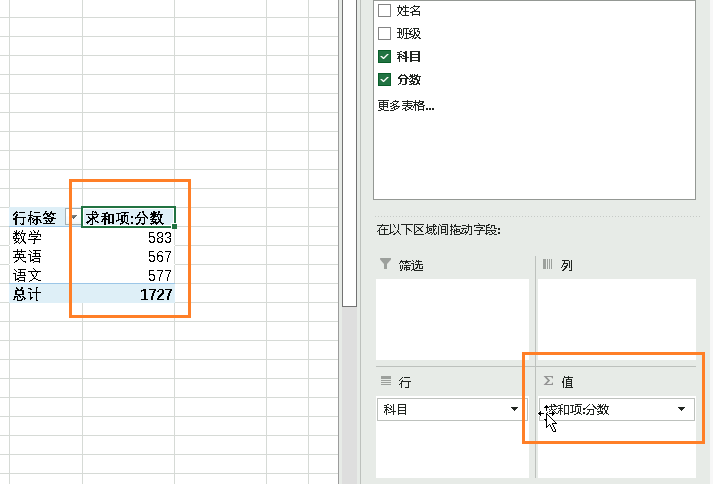 姓名
班级
科目
分数
更多表格...
行标签 求和项:分数
数学 583
英语 567
语文 577
总计 1727
在以下区域间拖动字段:
筛选
列
行
Σ 值
科目
求和项:分数